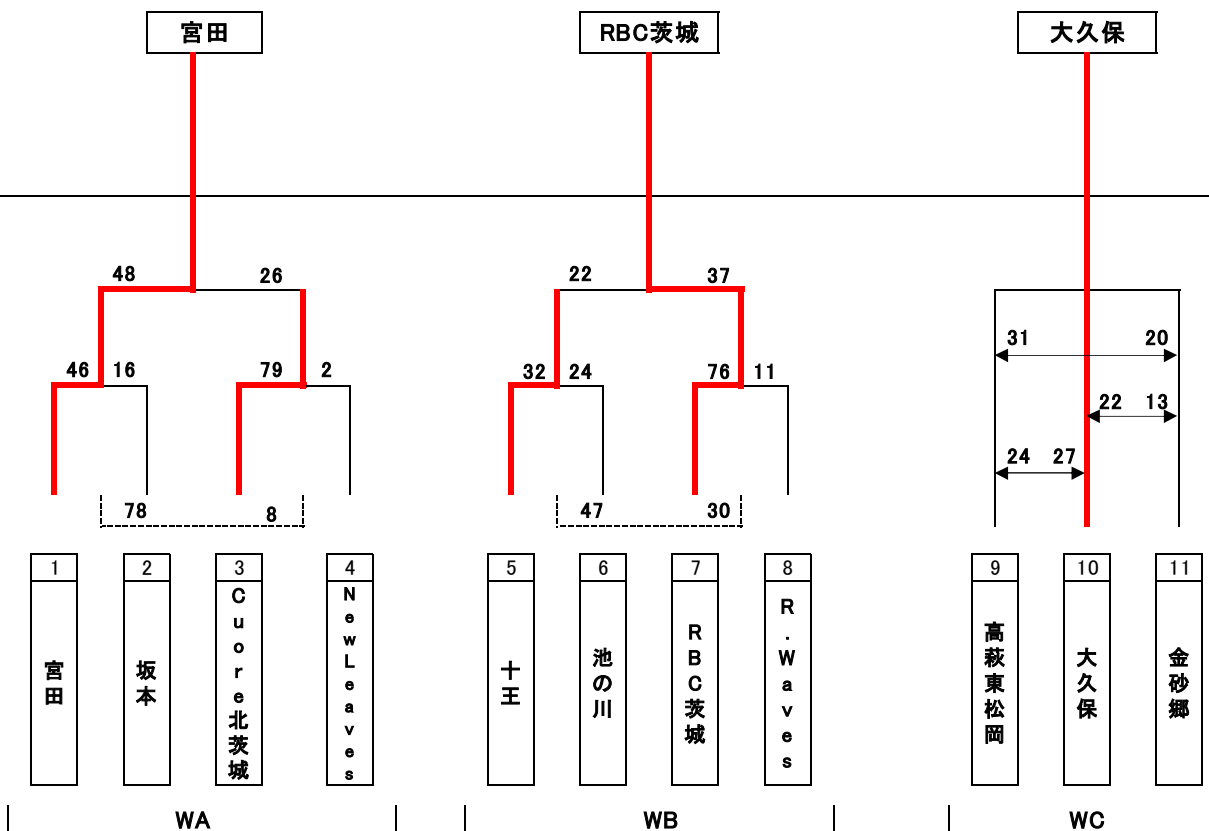 宮田 RBC茨城 大久保
48 26 22 37
31 20
46 16 79 2 32 24 76 11
22 13
24 27
78 8 47 30
1 2 3 4 5 6 7 8 9 10 11
宮田
坂本
Cuore北茨城
NewLeaves
十王
池の川
RBC茨城
R.Waves
高萩東松岡
大久保
金砂郷
WA WB WC